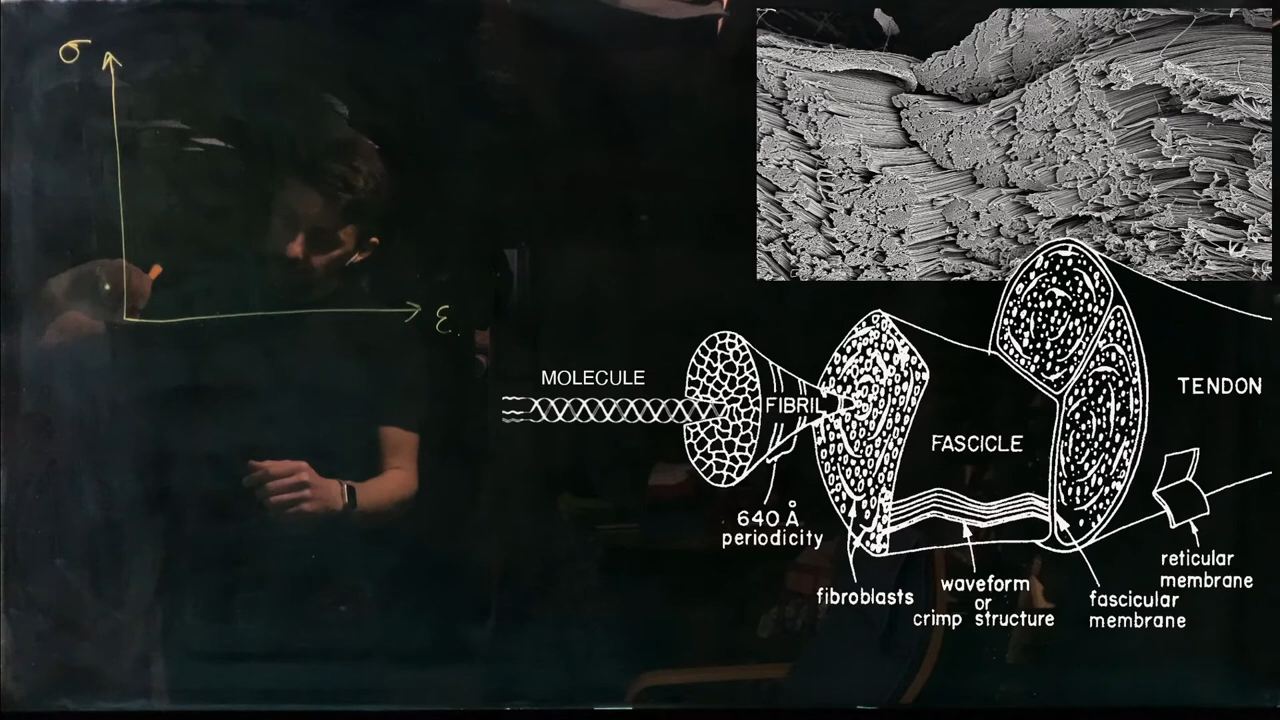 σ
ε
MOLECULE
FIBRIL
TENDON
FASCICLE
640 Å
periodicity
fibroblasts
waveform
or
crimp structure
fascicular
membrane
reticular
membrane